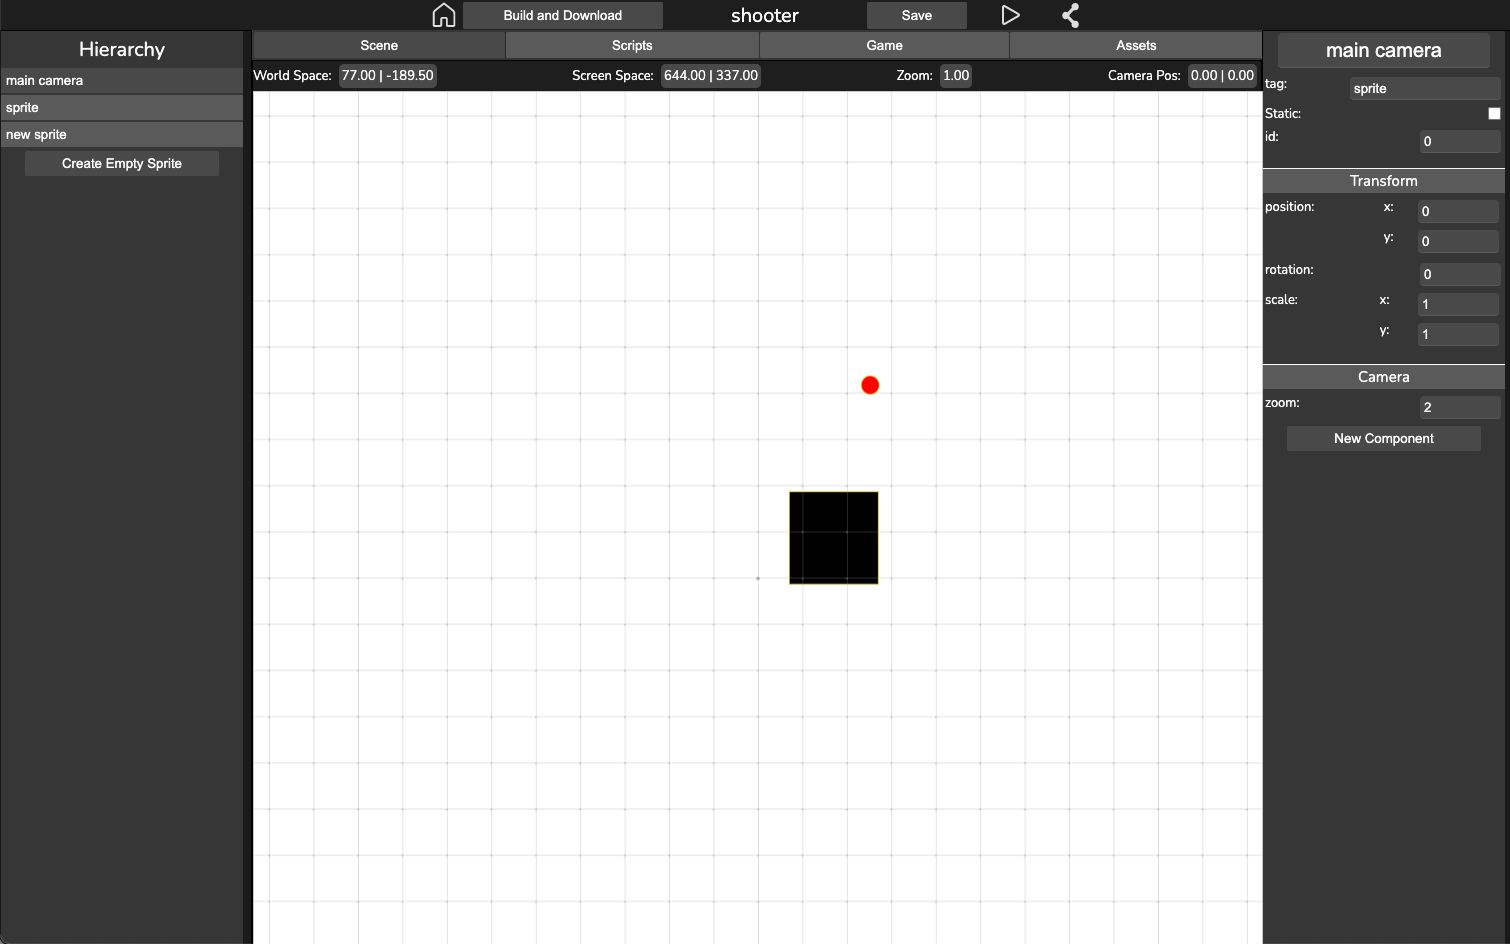 Build and Download shooter Save
Hierarchy
main camera
sprite
new sprite
Create Empty Sprite
Scene Scripts Game Assets
World Space: 77.00 | -189.50 Screen Space: 644.00 | 337.00 Zoom: 1.00 Camera Pos: 0.00 | 0.00
main camera
tag: sprite
Static:
id: 0
Transform
position: x: 0
y: 0
rotation: 0
scale: x: 1
y: 1
Camera
zoom: 2
New Component